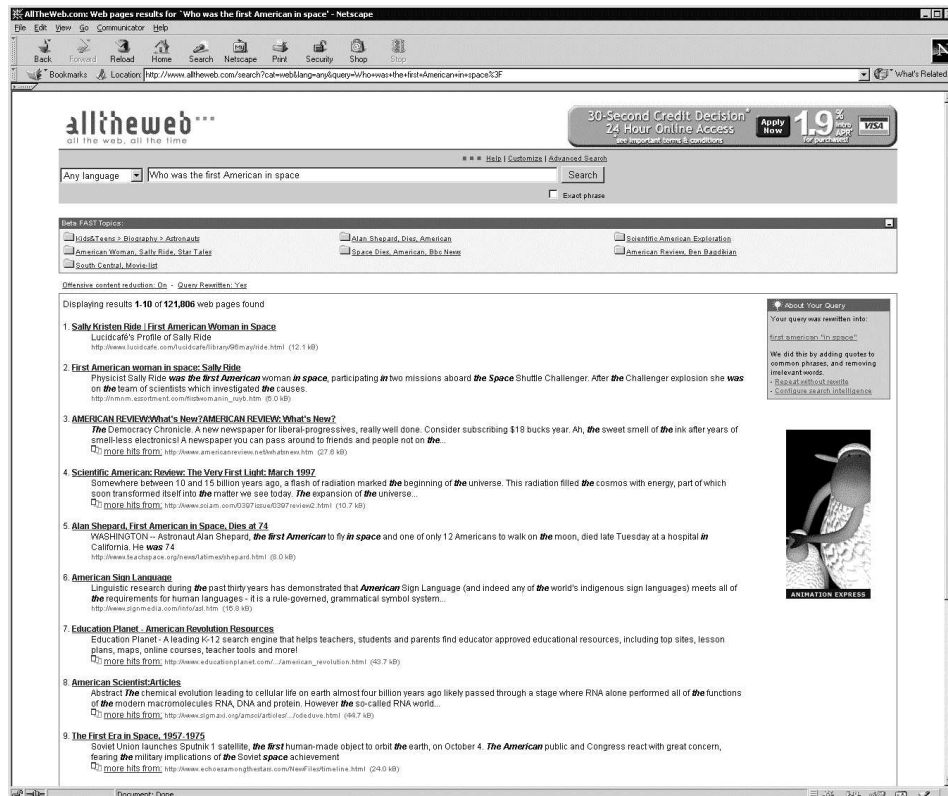 AllTheWeb.com: Web pages results for `Who was the first American in space' - Netscape
File Edit View Go Communicator Help
Back Forward Reload Home Search Netscape Print Security Shop Stop
Bookmarks Location: http://www.alltheweb.com/search?cat=web&lang=any&query=Who+was+the+first+American+in+space%3F What's Related
alltheweb
all the web, all the time
30-Second Credit Decision*
24 Hour Online Access
see important terms & conditions
Apply Now
1.9%
APR*
for purchases!
VISA
Help | Customize | Advanced Search
Any language Who was the first American in space Search
Exact phrase
Beta FAST Topics:
Kids&Teens > Biography > Astronauts Alan Shepard, Dies, American Scientific American Exploration
American Woman, Sally Ride, Star Tales Space Dies, American, Bbc News American Review, Ben Bagdikian
South Central, Movie-list
Offensive content reduction: On - Query Rewritten: Yes
Displaying results 1-10 of 121,806 web pages found
1. Sally Kristen Ride | First American Woman in Space
Lucidcafé's Profile of Sally Ride
http://www.lucidcafe.com/lucidcafe/library/96may/ride.html (12.1 kB)
2. First American woman in space: Sally Ride
Physicist Sally Ride was the first American woman in space, participating in two missions aboard the Space Shuttle Challenger. After the Challenger explosion she was
on the team of scientists which investigated the causes.
http://nmnm.essortment.com/fistwomanin_ruyb.htm (6.0 kB)
3. AMERICAN REVIEW:What's New?AMERICAN REVIEW: What's New?
The Democracy Chronicle. A new newspaper for liberal-progressives, really well done. Consider subscribing $18 bucks year. Ah, the sweet smell of the ink after years of
smell-less electronics! A newspaper you can pass around to friends and people not on the...
more hits from: http://www.americanreview.net/whatsnew.htm (27.6 kB)
4. Scientific American: Review: The Very First Light: March 1997
Somewhere between 10 and 15 billion years ago, a flash of radiation marked the beginning of the universe. This radiation filled the cosmos with energy, part of which
soon transformed itself into the matter we see today. The expansion of the universe...
more hits from: http://www.sciam.com/0397issue/0397review2.html (10.7 kB)
5. Alan Shepard, First American in Space, Dies at 74
WASHINGTON -- Astronaut Alan Shepard, the first American to fly in space and one of only 12 Americans to walk on the moon, died late Tuesday at a hospital in
California. He was 74
http://www.teachspace.org/news/latimes/shepard.html (8.0 kB)
6. American Sign Language
Linguistic research during the past thirty years has demonstrated that American Sign Language (and indeed any of the world's indigenous sign languages) meets all of
the requirements for human languages - it is a rule-governed, grammatical symbol system...
http://www.signmedia.com/info/asl.htm (16.8 kB)
7. Education Planet - American Revolution Resources
Education Planet - A leading K-12 search engine that helps teachers, students and parents find educator approved educational resources, including top sites, lesson
plans, maps, online courses, teacher tools and more!
more hits from: http://www.educationplanet.com/.../american_revolution.html (43.7 kB)
8. American Scientist:Articles
Abstract The chemical evolution leading to cellular life on earth almost four billion years ago likely passed through a stage where RNA alone performed all of the functions
of the modern macromolecules RNA, DNA and protein. However the so-called RNA world...
more hits from: http://www.sigmaxi.org/amsci/articles/.../cdeduve.html (44.7 kB)
9. The First Era in Space, 1957-1975
Soviet Union launches Sputnik 1 satellite, the first human-made object to orbit the earth, on October 4. The American public and Congress react with great concern,
fearing the military implications of the Soviet space achievement
more hits from: http://www.echoesamongthestars.com/NewFiles/timeline.html (24.0 kB)
About Your Query
Your query was rewritten into:
first american "in space"
We did this by adding quotes to
common phrases, and removing
irrelevant words.
- Repeat without rewrite
- Configure search intelligence
ANIMATION EXPRESS
Document: Done